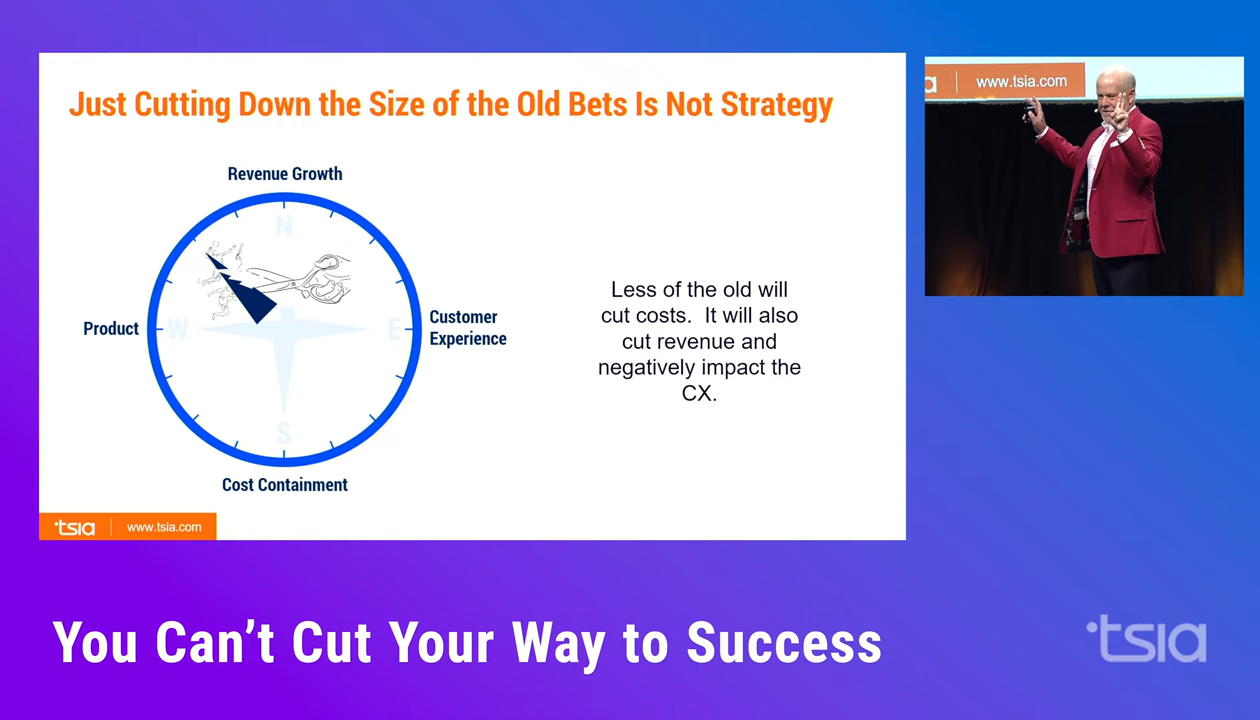 Just Cutting Down the Size of the Old Bets Is Not Strategy
Revenue Growth
N
Product
W
E
Customer
Experience
S
Cost Containment
Less of the old will
cut costs. It will also
cut revenue and
negatively impact the
CX.
tsia
www.tsia.com
a
www.tsia.com
You Can’t Cut Your Way to Success
tsia